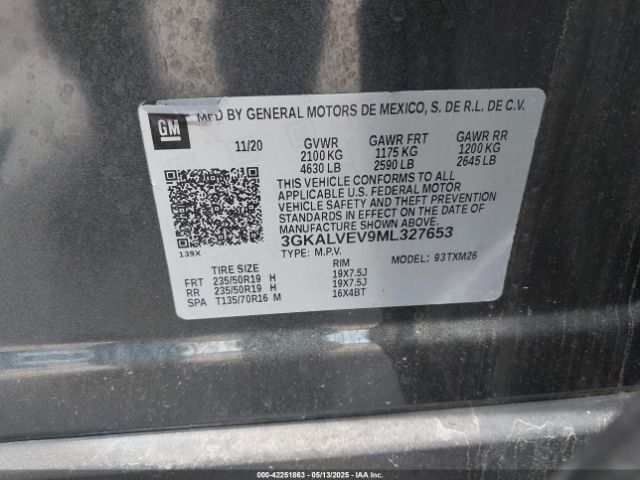 GM
MFD BY GENERAL MOTORS DE MEXICO, S. DE R.L. DE C.V.
11/20 GVWR GAWR FRT GAWR RR
2100 KG 1175 KG 1200 KG
4630 LB 2590 LB 2645 LB
THIS VEHICLE CONFORMS TO ALL
APPLICABLE U.S. FEDERAL MOTOR
VEHICLE SAFETY AND THEFT PREVENTION
STANDARDS IN EFFECT ON THE DATE OF
MANUFACTURE SHOWN ABOVE.
3GKALVEV9ML327653
139X
TYPE: M.P.V. MODEL: 93TXM26
TIRE SIZE RIM
FRT 235/50R19 H 19X7.5J
RR 235/50R19 H 19X7.5J
SPA T135/70R16 M 16X4BT
000-42251863 - 05/13/2025 - IAAI.COM